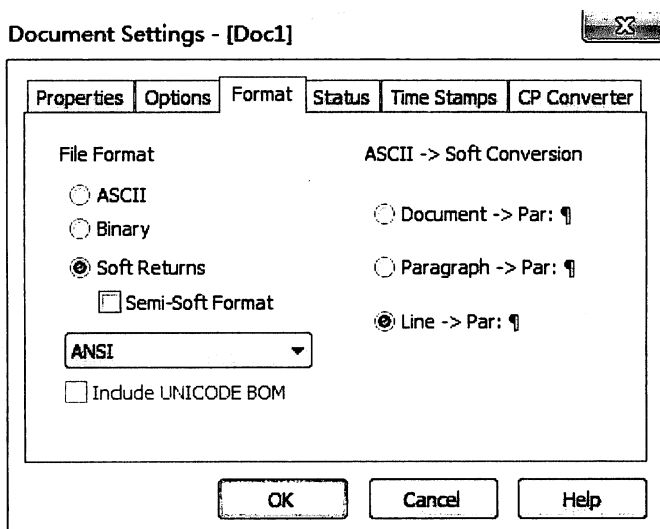 Document Settings - [Doc1]
Properties Options Format Status Time Stamps CP Converter
File Format
ASCII
Binary
Soft Returns
Semi-Soft Format
ANSI
Include UNICODE BOM
ASCII -> Soft Conversion
Document -> Par: ¶
Paragraph -> Par: ¶
Line -> Par: ¶
OK Cancel Help